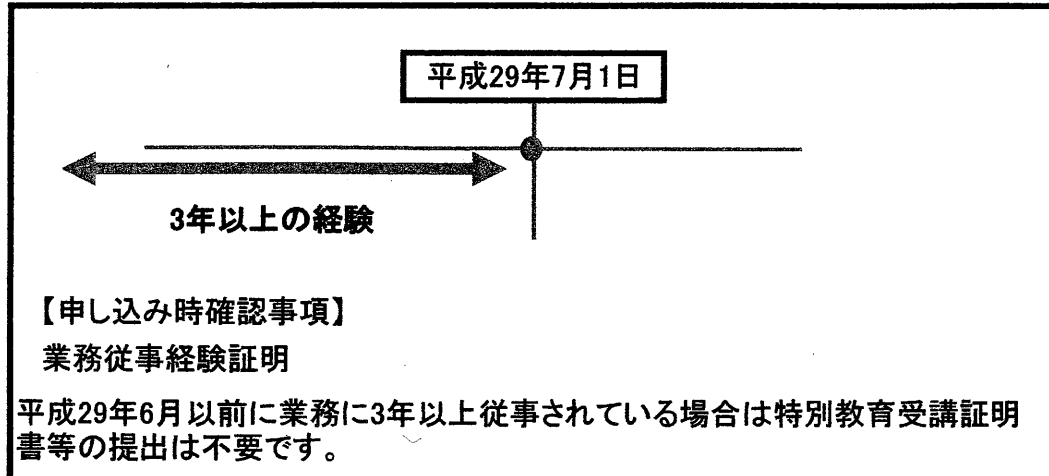 平成29年7月1日
3年以上の経験
【申し込み時確認事項】
業務従事経験証明
平成29年6月以前に業務に3年以上従事されている場合は特別教育受講証明
書等の提出は不要です。